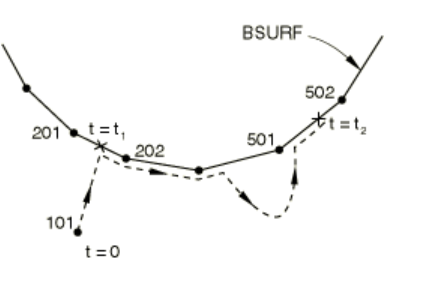 BSURF
502
201
t = t₁
202
501
t = t₂
101
t = 0